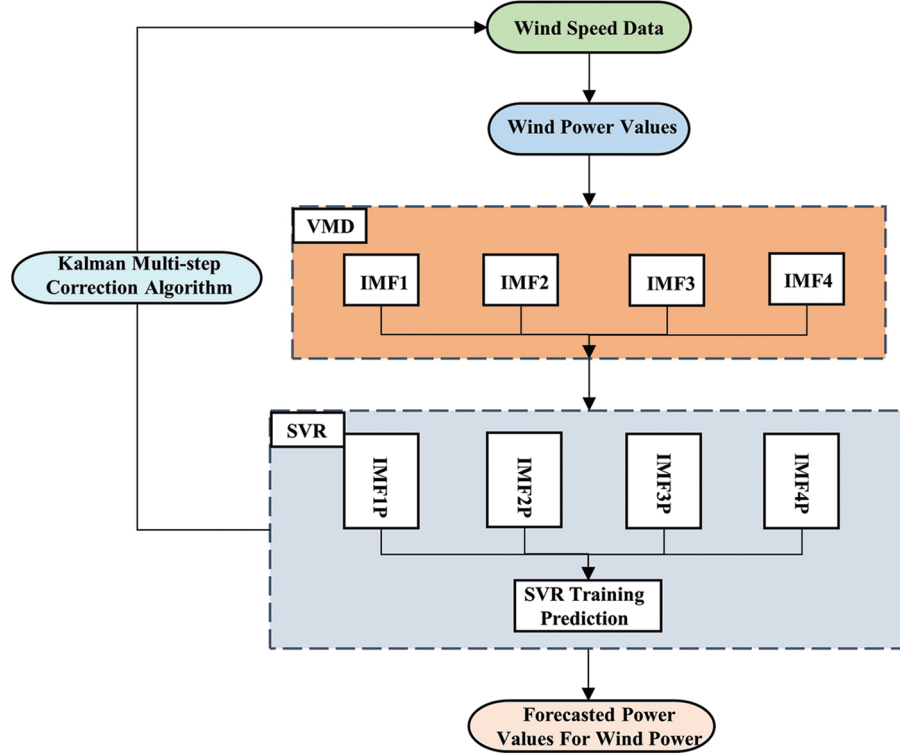 Wind Speed Data
Wind Power Values
VMD
Kalman Multi-step
Correction Algorithm
IMF1
IMF2
IMF3
IMF4
SVR
IMF1P
IMF2P
IMF3P
IMF4P
SVR Training
Prediction
Forecasted Power
Values For Wind Power